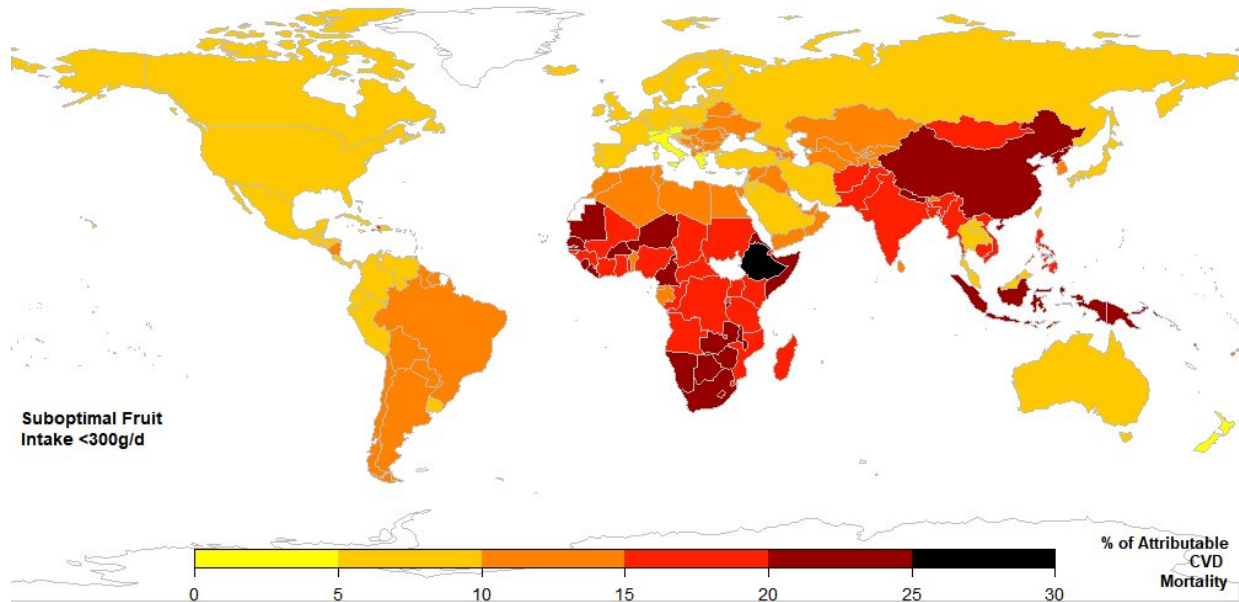 Suboptimal Fruit
Intake <300g/d
% of Attributable
CVD
Mortality
0 5 10 15 20 25 30